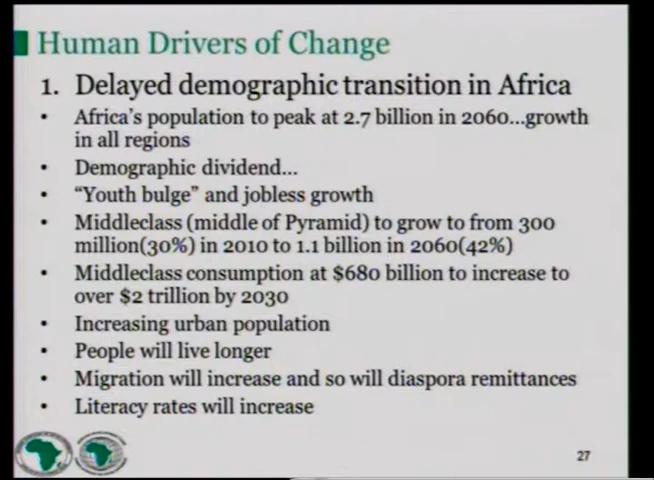 Human Drivers of Change
1. Delayed demographic transition in Africa
• Africa's population to peak at 2.7 billion in 2060...growth
in all regions
• Demographic dividend...
• "Youth bulge" and jobless growth
• Middleclass (middle of Pyramid) to grow to from 300
million(30%) in 2010 to 1.1 billion in 2060(42%)
• Middleclass consumption at $680 billion to increase to
over $2 trillion by 2030
• Increasing urban population
• People will live longer
• Migration will increase and so will diaspora remittances
• Literacy rates will increase
27